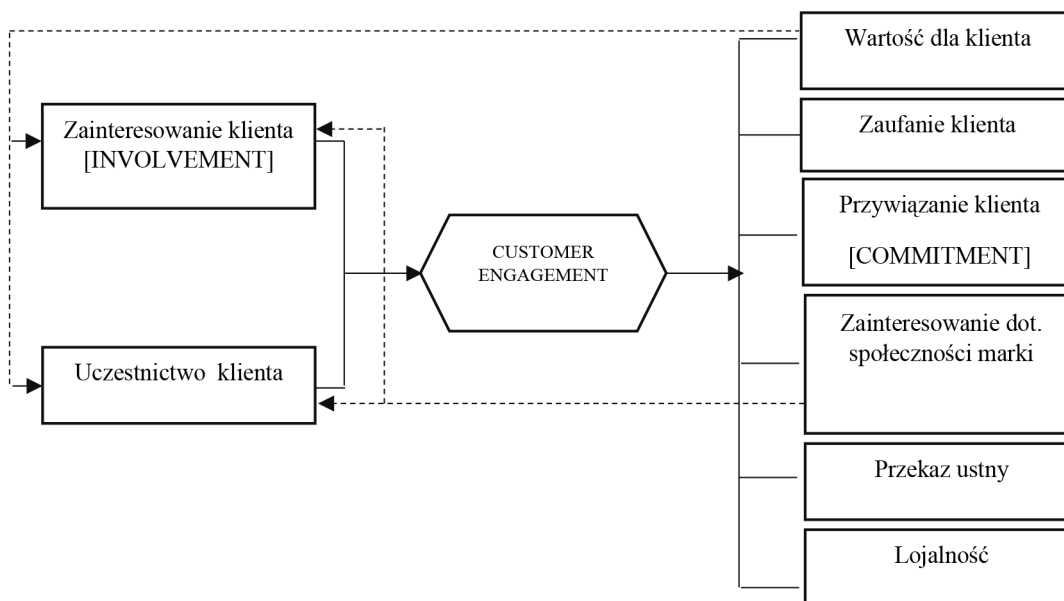 Zainteresowanie klienta
[INVOLVEMENT]
Uczestnictwo klienta
CUSTOMER
ENGAGEMENT
Wartość dla klienta
Zaufanie klienta
Przywiązanie klienta
[COMMITMENT]
Zainteresowanie dot.
społeczności marki
Przekaz ustny
Lojalność